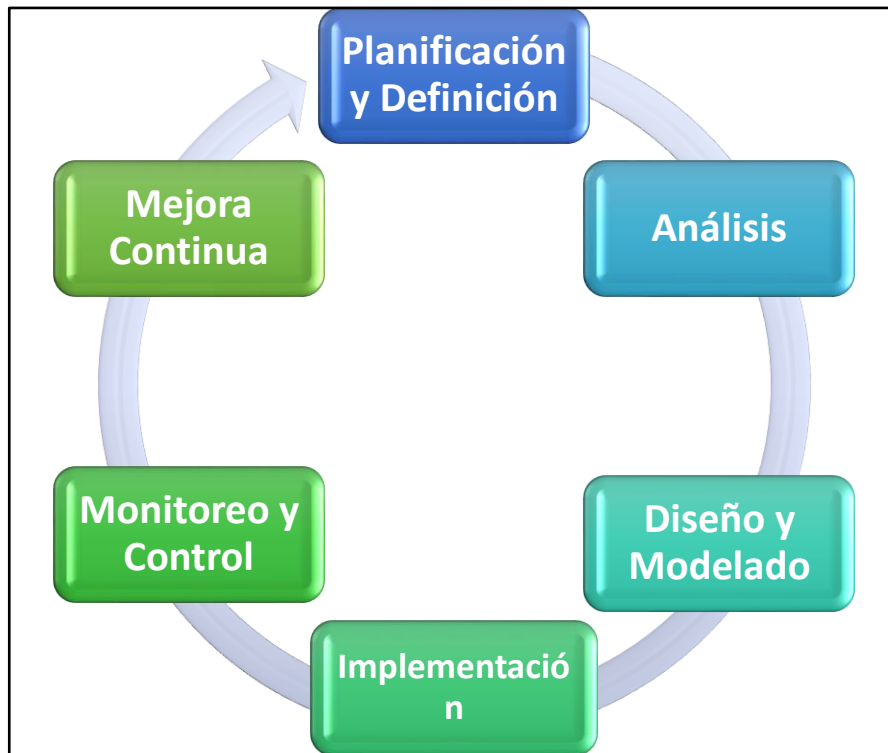 Planificación
y Definición
Análisis
Diseño y
Modelado
Implementació
n
Monitoreo y
Control
Mejora
Continua